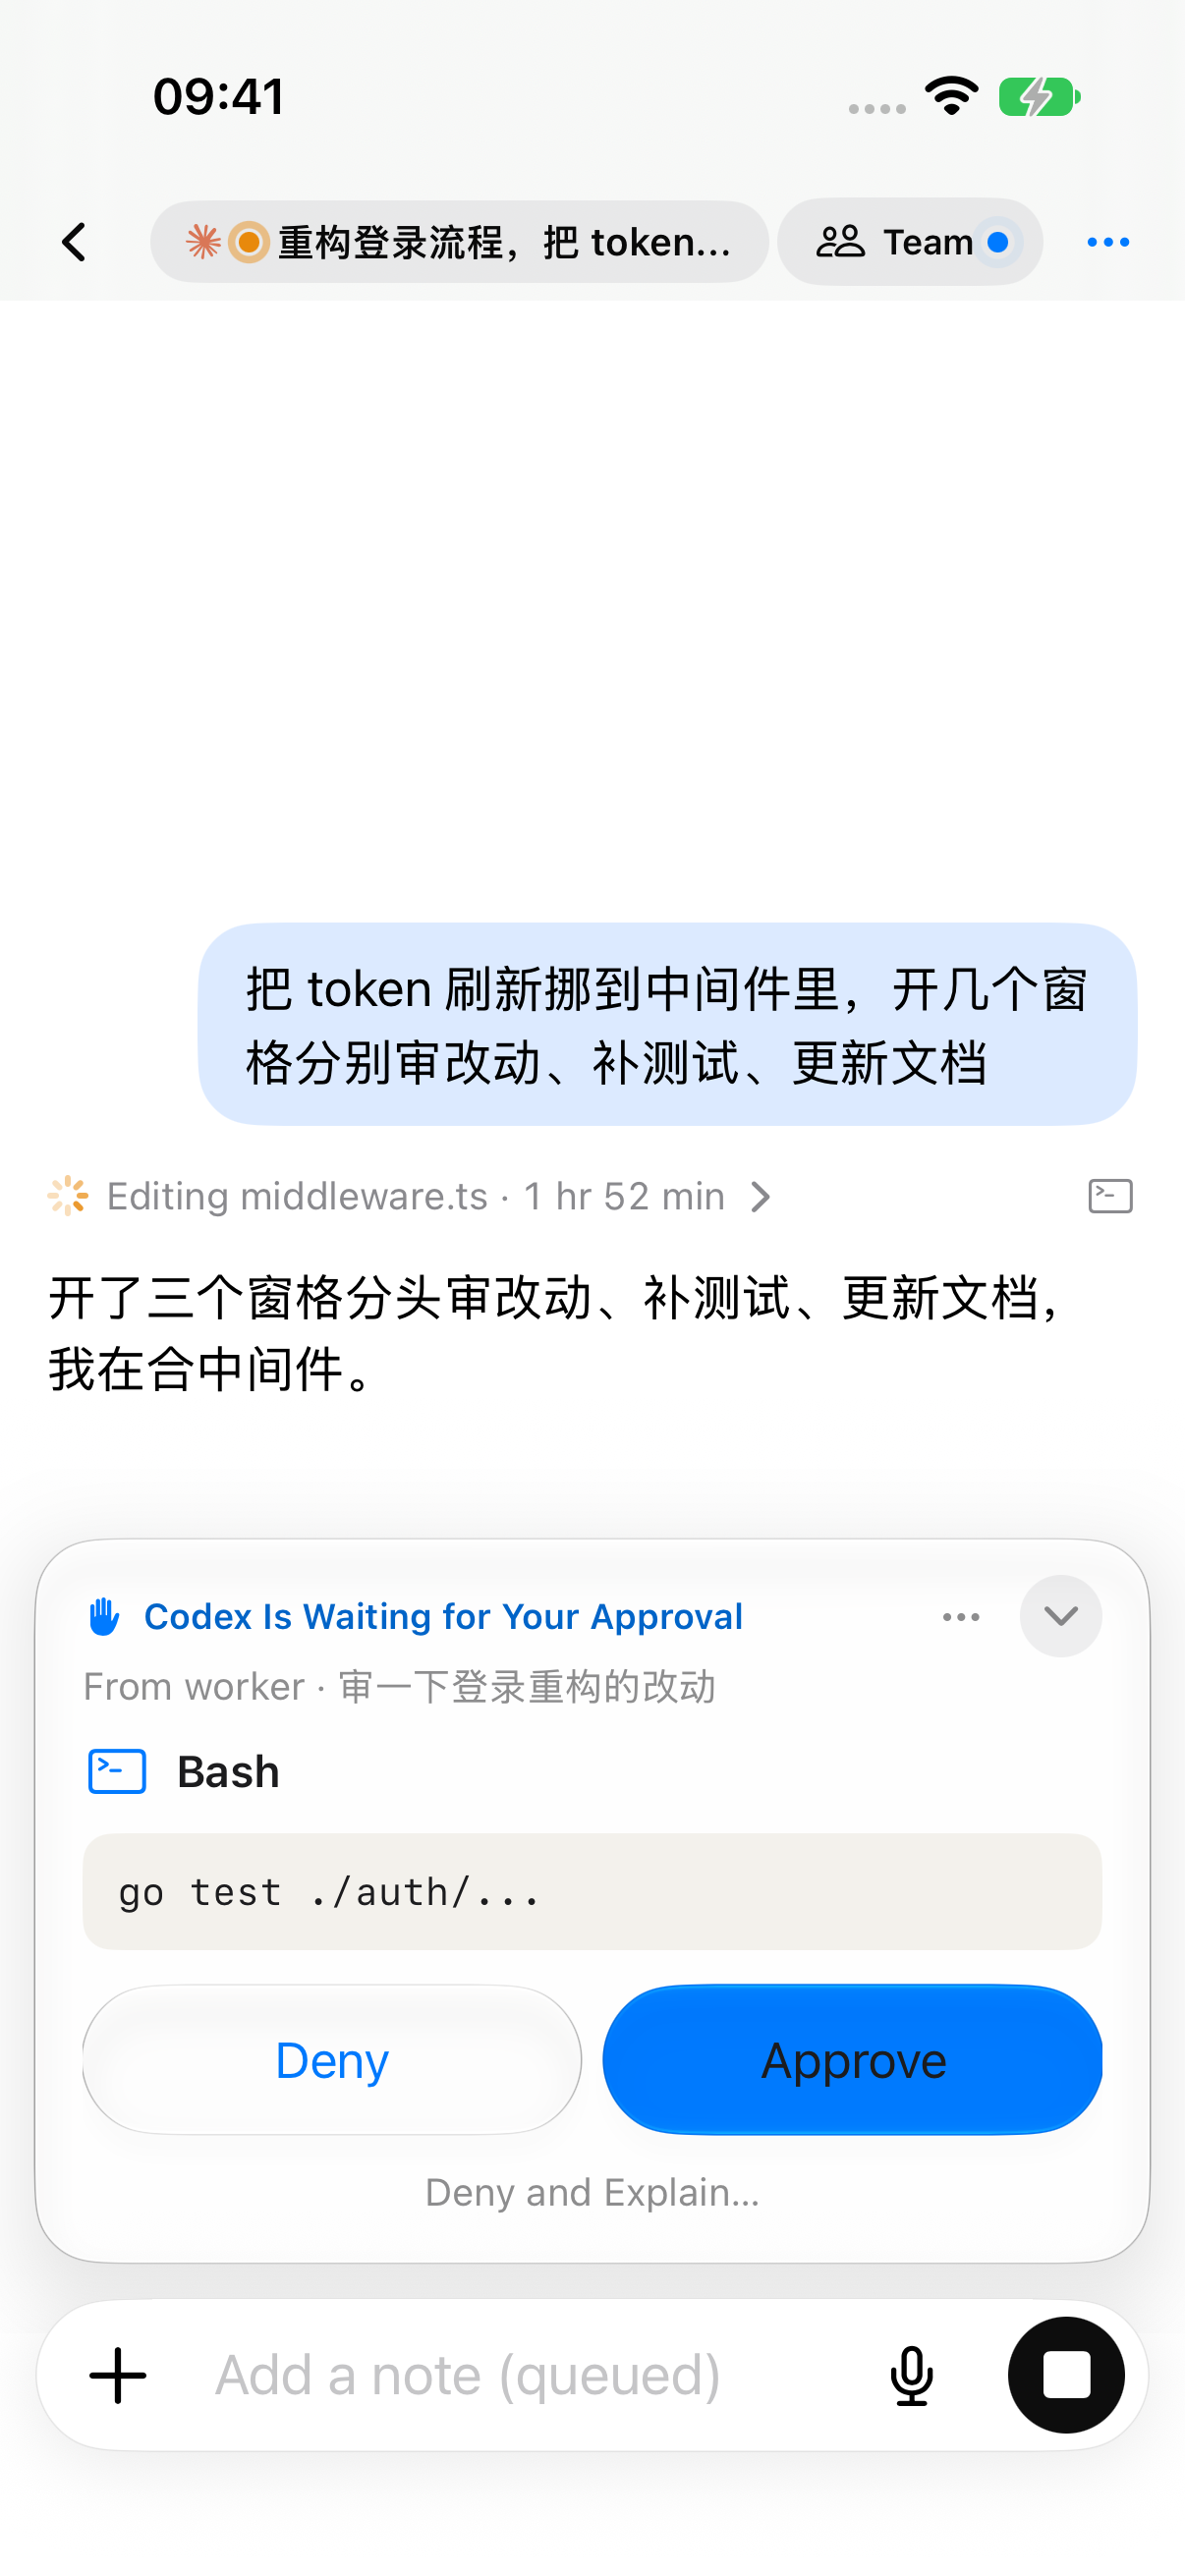 09:41
重构登录流程，把 token...
Team
把 token 刷新挪到中间件里，开几个窗
格分别审改动、补测试、更新文档
Editing middleware.ts · 1 hr 52 min
开了三个窗格分头审改动、补测试、更新文档，
我在合中间件。
Codex Is Waiting for Your Approval
From worker · 审一下登录重构的改动
Bash
go test ./auth/...
Deny
Approve
Deny and Explain...
Add a note (queued)